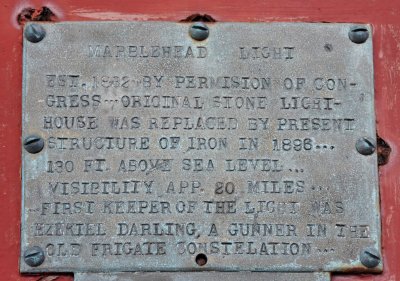 MARBLEHEAD LIGHT
EST. 1832 BY PERMISION OF CON-
GRESS... ORIGINAL STONE LIGHT-
HOUSE WAS REPLACED BY PRESENT
STRUCTURE OF IRON IN 1896...
130 FT. ABOVE SEA LEVEL...
VISIBILITY APP. 20 MILES...
FIRST KEEPER OF THE LIGHT WAS
EZEKIEL DARLING, A GUNNER IN THE
OLD FRIGATE CONSTELATION...